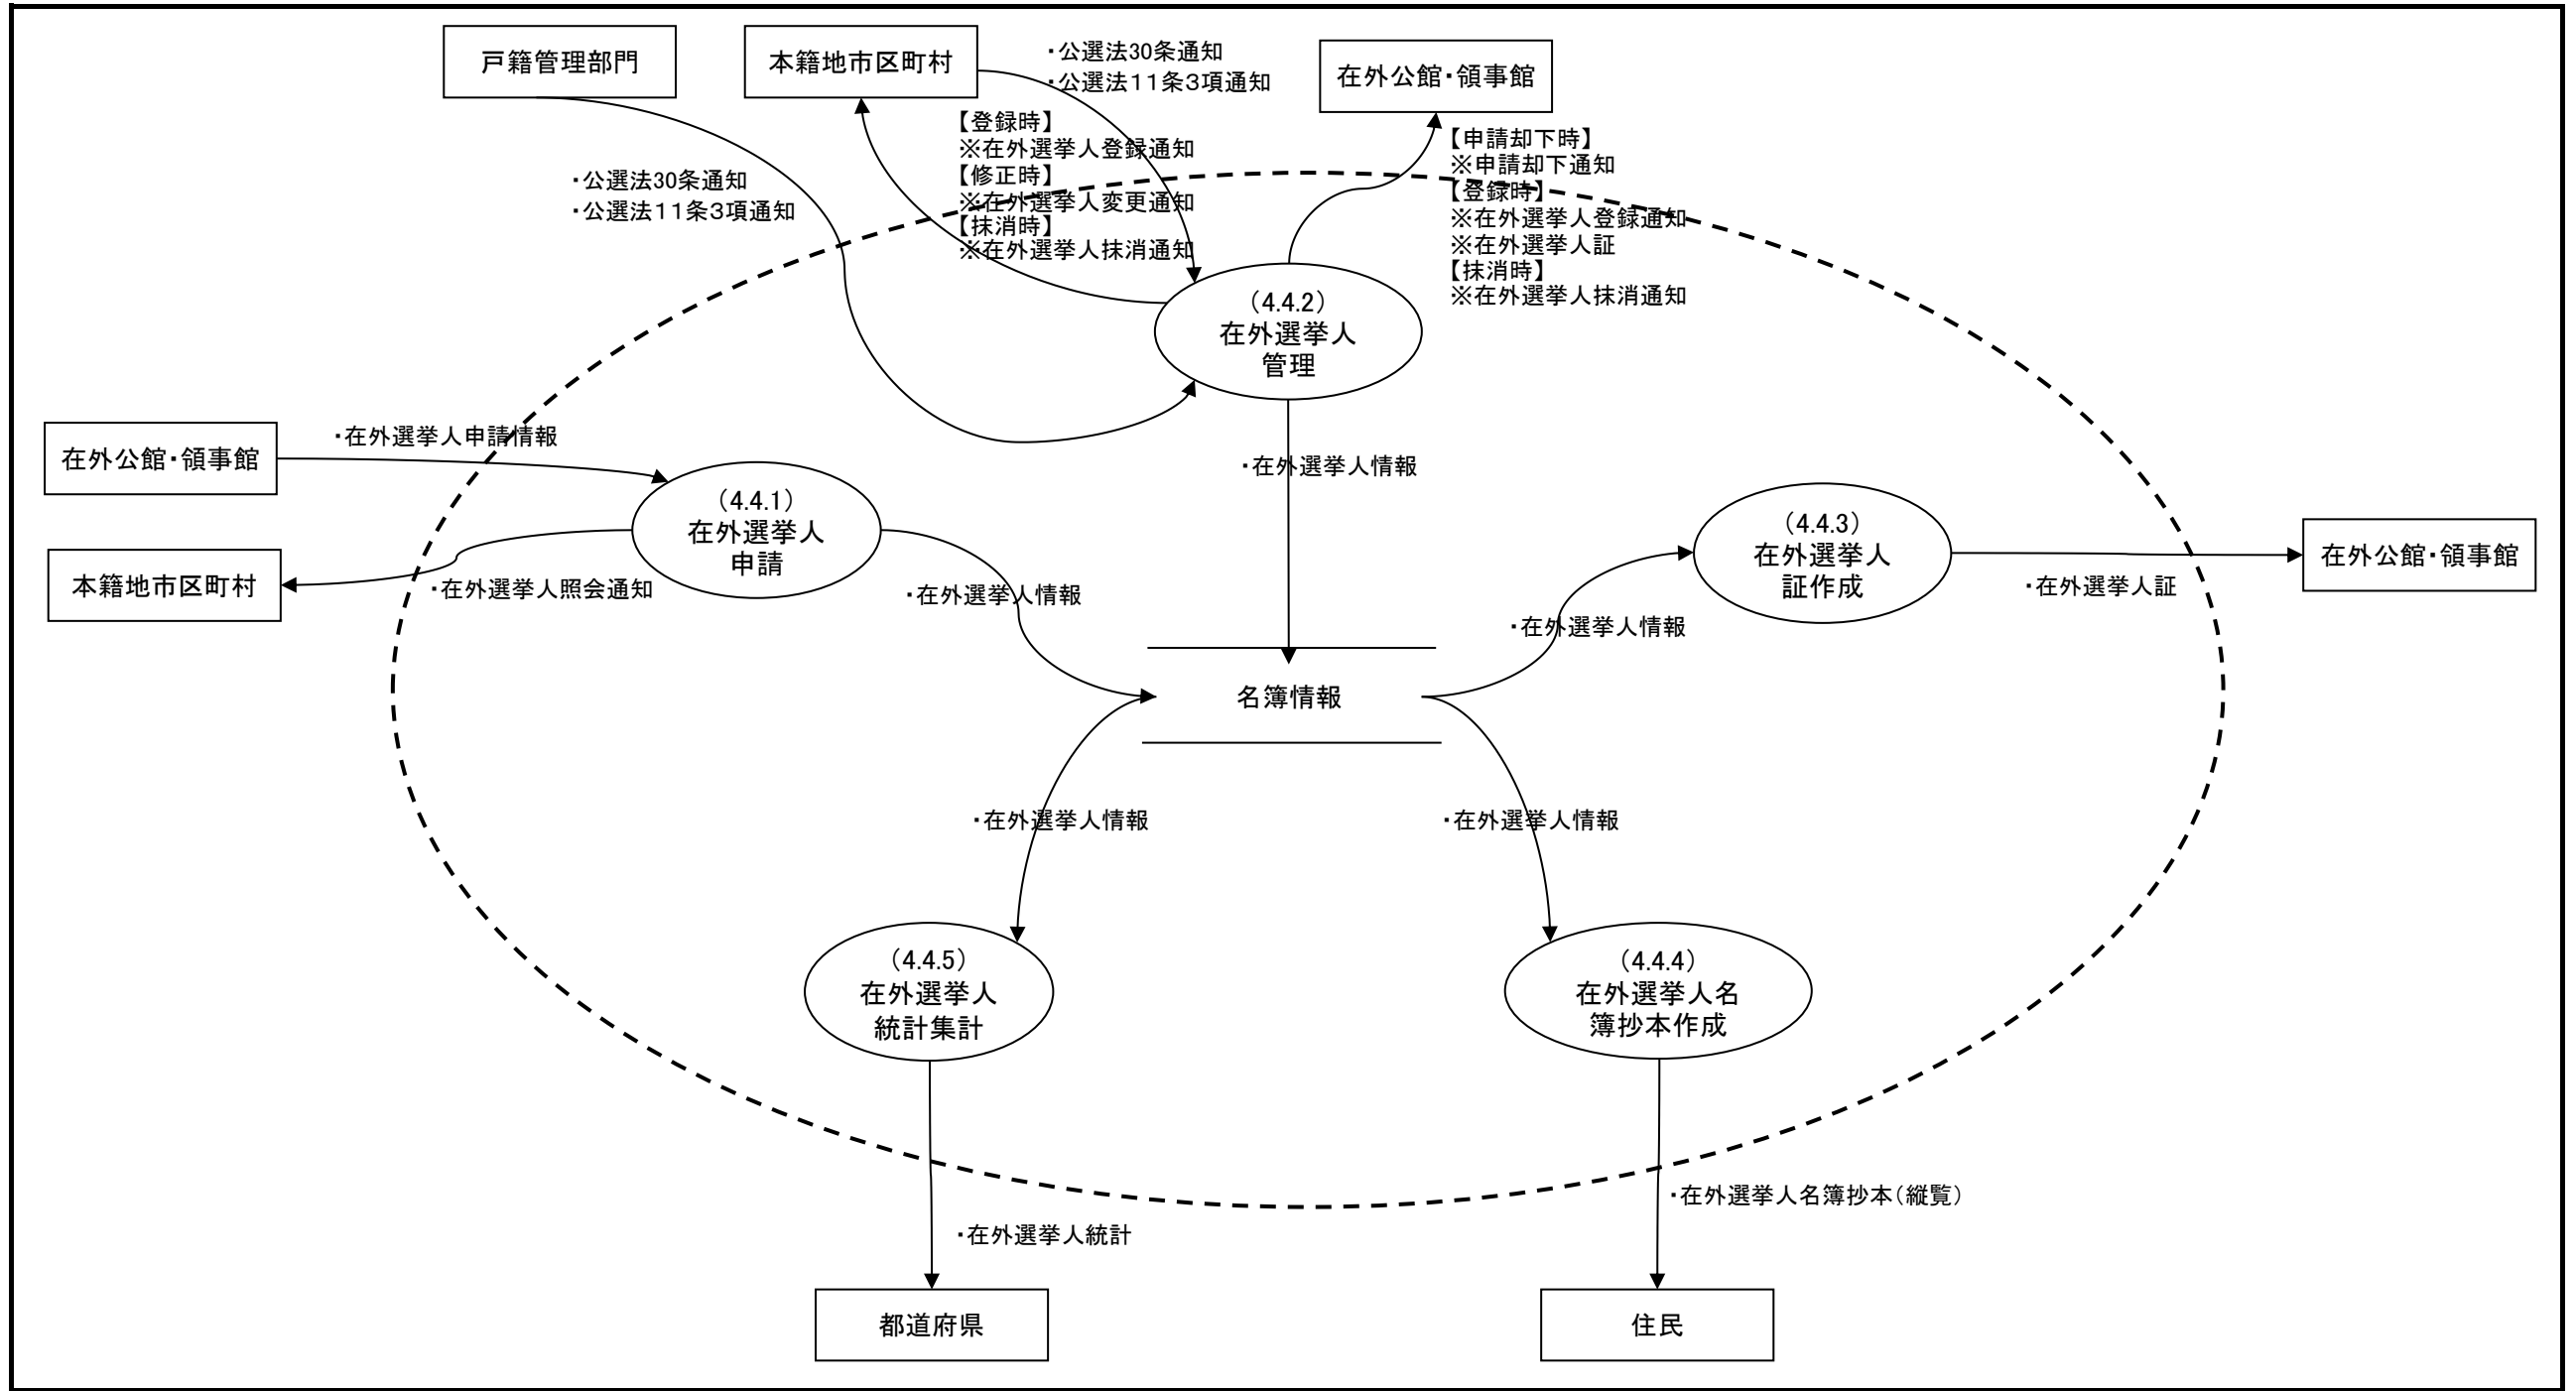 戸籍管理部門
本籍地市区町村
・公選法30条通知
・公選法１１条３項通知
在外公館・領事館
【登録時】
※在外選挙人登録通知
【修正時】
※在外選挙人変更通知
【抹消時】
※在外選挙人抹消通知
【申請却下時】
※申請却下通知
【登録時】
※在外選挙人登録通知
※在外選挙人証
【抹消時】
※在外選挙人抹消通知
・公選法30条通知
・公選法１１条３項通知
（4.4.2）
在外選挙人
管理
在外公館・領事館
・在外選挙人申請情報
・在外選挙人情報
（4.4.1）
在外選挙人
申請
（4.4.3）
在外選挙人
証作成
在外公館・領事館
本籍地市区町村
・在外選挙人照会通知
・在外選挙人情報
・在外選挙人証
・在外選挙人情報
名簿情報
・在外選挙人情報
・在外選挙人情報
（4.4.5）
在外選挙人
統計集計
（4.4.4）
在外選挙人名
簿抄本作成
・在外選挙人名簿抄本（縦覧）
・在外選挙人統計
都道府県
住民